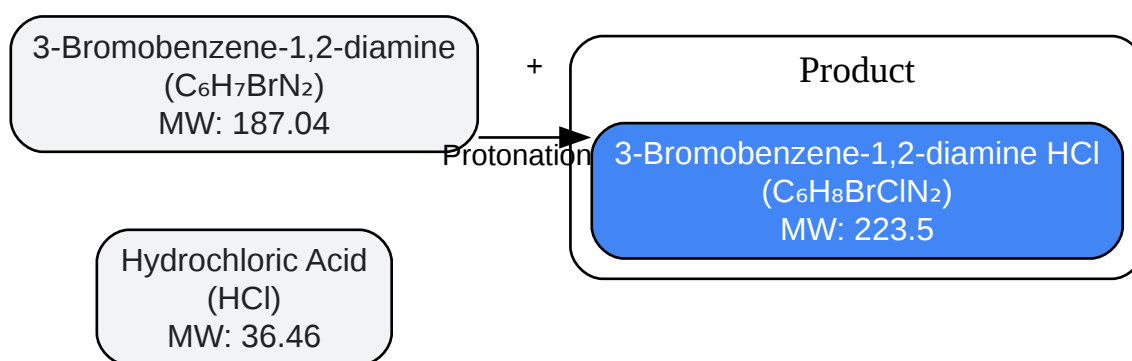 3-Bromobenzene-1,2-diamine
(C₆H₇BrN₂)
MW: 187.04
+
Protonation
Hydrochloric Acid
(HCl)
MW: 36.46
Product
3-Bromobenzene-1,2-diamine HCl
(C₆H₈BrClN₂)
MW: 223.5